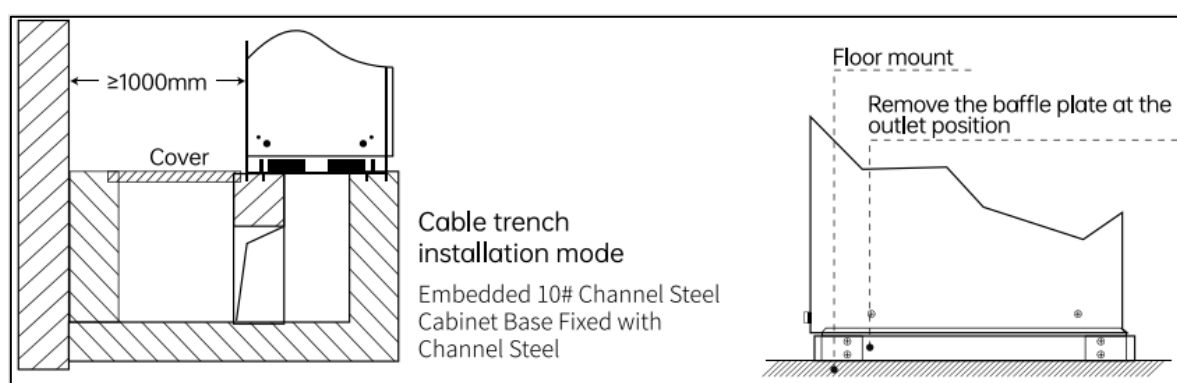 ≥1000mm
Cover
Cable trench
installation mode
Embedded 10# Channel Steel
Cabinet Base Fixed with
Channel Steel
Floor mount
Remove the baffle plate at the
outlet position